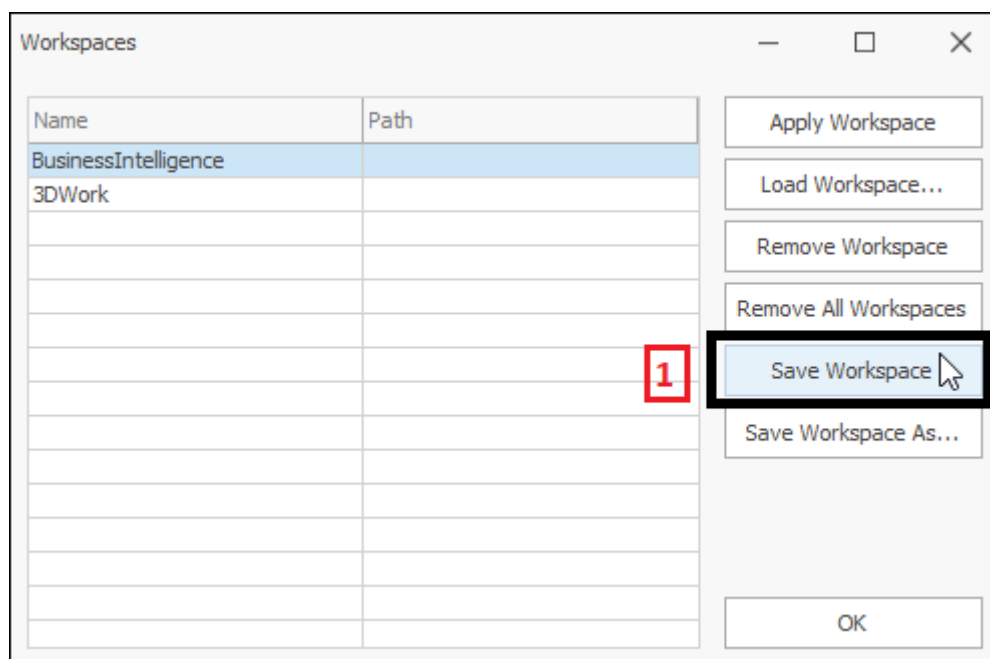 Workspaces
Name Path
BusinessIntelligence
3DWork
Apply Workspace
Load Workspace...
Remove Workspace
Remove All Workspaces
1
Save Workspace
Save Workspace As...
OK